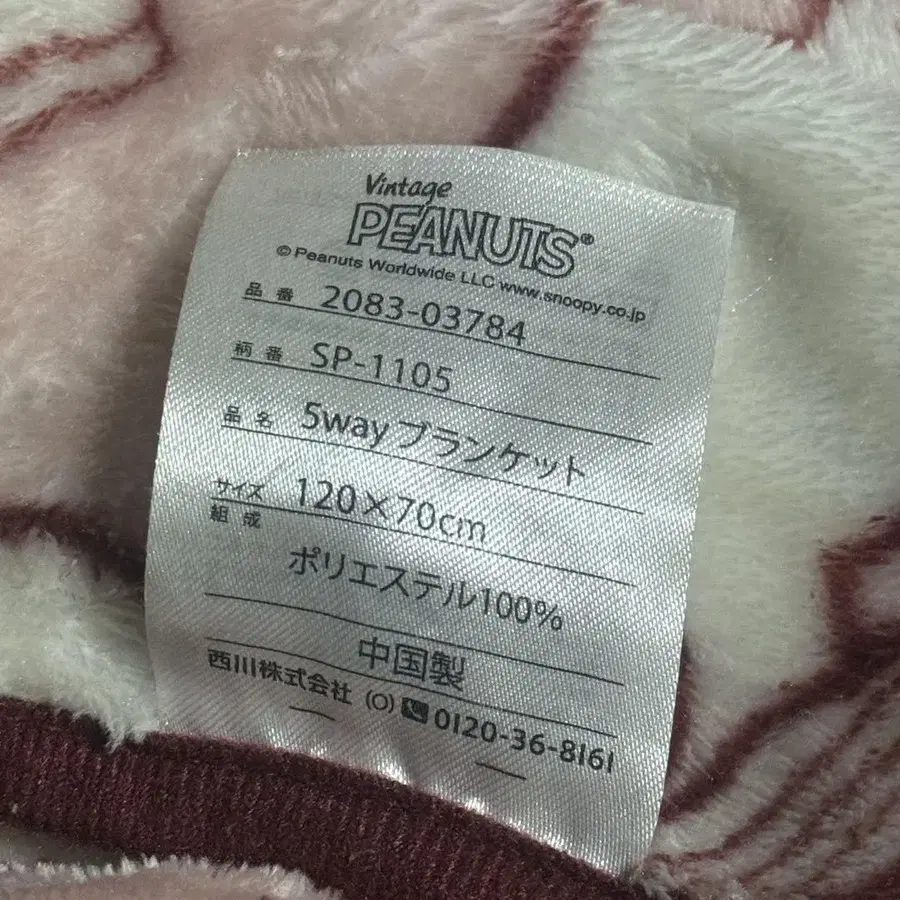 Vintage
PEANUTS®
© Peanuts Worldwide LLC www.snoopy.co.jp
品番 2083-03784
柄番 SP-1105
品名 5wayブランケット
サイズ 120×70cm
組成
ポリエステル100%
中国製
西川株式会社 (O) 0120-36-8161